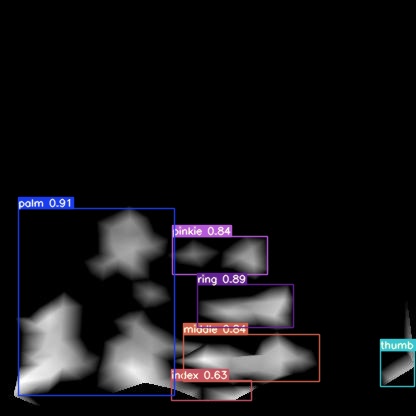 palm 0.91
pinkie 0.84
ring 0.89
middle 0.84
thumb
index 0.63